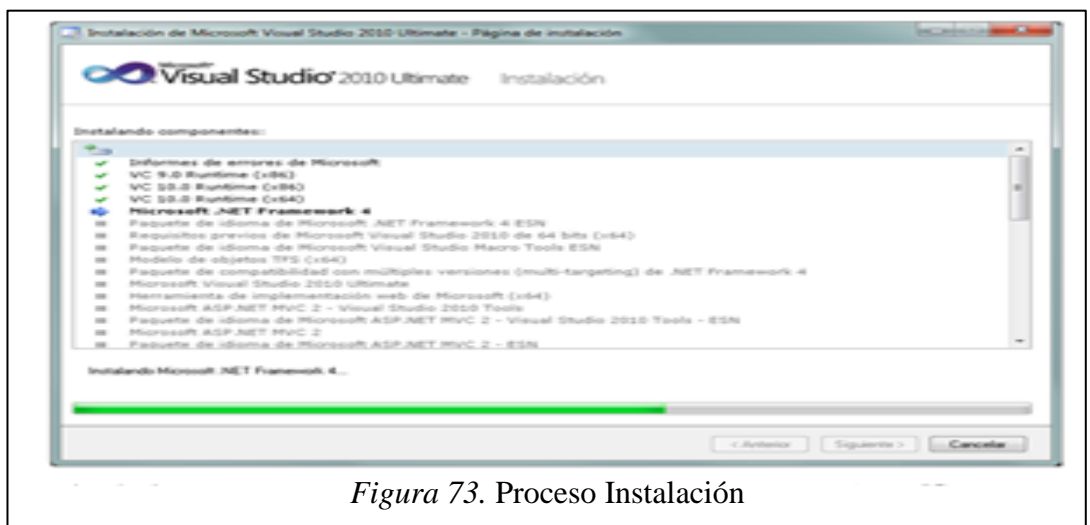 Instalación de Microsoft Visual Studio 2010 Ultimate - Página de instalación
Microsoft
Visual Studio 2010 Ultimate Instalación
Instalando componentes:
Informes de errores de Microsoft
VC 9.0 Runtime (x86)
VC 10.0 Runtime (x86)
VC 10.0 Runtime (x64)
Microsoft .NET Framework 4
Paquete de idioma de Microsoft .NET Framework 4 ESN
Requisitos previos de Microsoft Visual Studio 2010 de 64 bits (x64)
Paquete de idioma de Microsoft Visual Studio Macro Tools ESN
Modelo de objetos TFS (x64)
Paquete de compatibilidad con múltiples versiones (multi-targeting) de .NET Framework 4
Microsoft Visual Studio 2010 Ultimate
Herramienta de implementación web de Microsoft (x64)
Microsoft ASP.NET MVC 2 - Visual Studio 2010 Tools
Paquete de idioma de Microsoft ASP.NET MVC 2 - Visual Studio 2010 Tools - ESN
Microsoft ASP.NET MVC 2
Paquete de idioma de Microsoft ASP.NET MVC 2 - ESN
Instalando Microsoft .NET Framework 4...
< Anterior Siguiente > Cancelar
Figura 73. Proceso Instalación